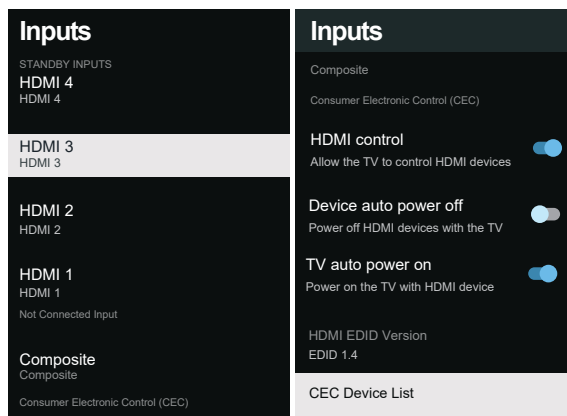 Inputs
STANDBY INPUTS
HDMI 4
HDMI 4
HDMI 3
HDMI 3
HDMI 2
HDMI 2
HDMI 1
HDMI 1
Not Connected Input
Composite
Composite
Consumer Electronic Control (CEC)
Inputs
Composite
Consumer Electronic Control (CEC)
HDMI control
Allow the TV to control HDMI devices
Device auto power off
Power off HDMI devices with the TV
TV auto power on
Power on the TV with HDMI device
HDMI EDID Version
EDID 1.4
CEC Device List